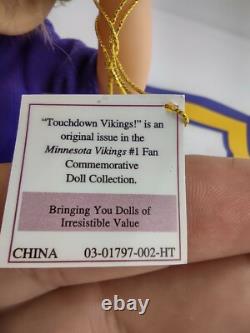 "Touchdown Vikings!" is an
original issue in the
Minnesota Vikings #1 Fan
Commemorative
Doll Collection.
Bringing You Dolls of
Irresistible Value
CHINA 03-01797-002-HT